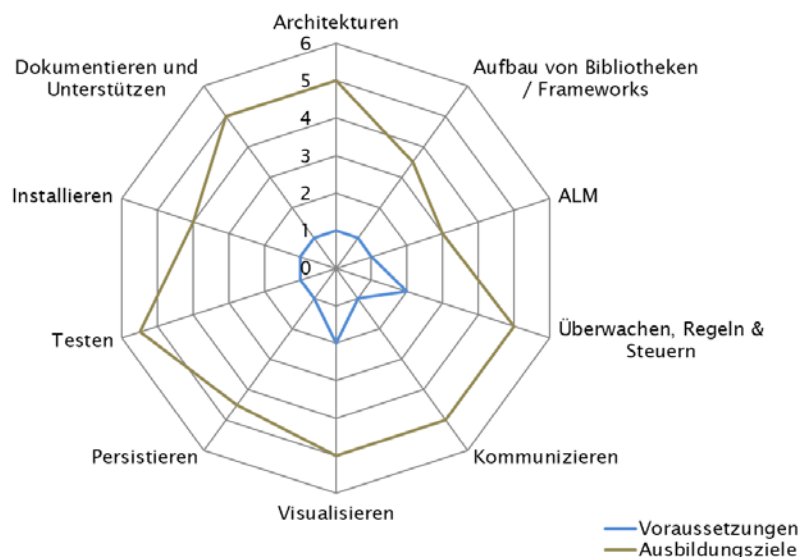 Architekturen
Aufbau von Bibliotheken
/ Frameworks
ALM
Überwachen, Regeln &
Steuern
Kommunizieren
Visualisieren
Persistieren
Testen
Installieren
Dokumentieren und
Unterstützen
6
5
4
3
2
1
0
Voraussetzungen
Ausbildungsziele